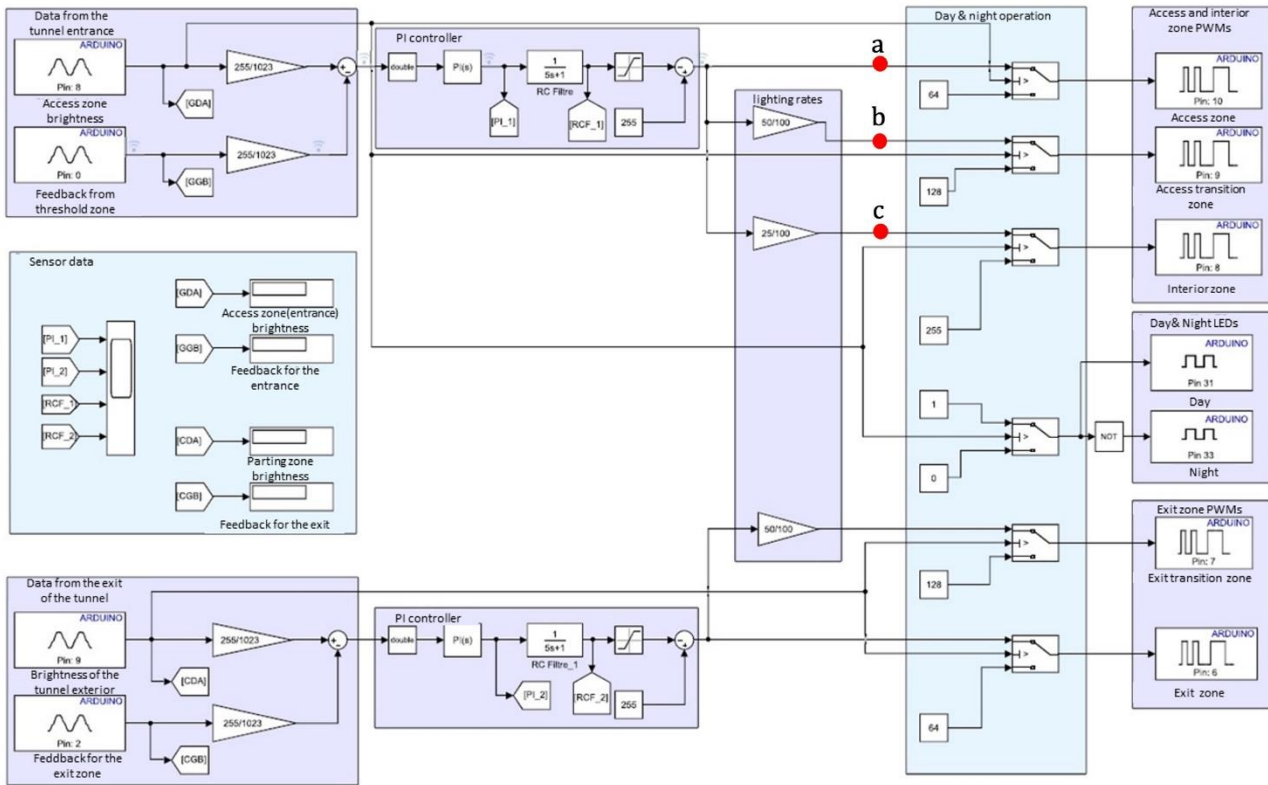 Data from the tunnel entrance
ARDUINO
Pin: 8
Access zone
brightness
255/1023
[GDA]
ARDUINO
Pin: 0
Feedback from
threshold zone
255/1023
[GGB]
PI controller
double
PI(s)
1
5s+1
RC Filtre
[PI_1]
[RCF_1]
255
a
b
c
lighting rates
50/100
25/100
50/100
Day & night operation
64
128
255
1
0
128
64
NOT
Access and interior
zone PWMs
ARDUINO
Pin: 10
Access zone
ARDUINO
Pin: 9
Access transition
zone
ARDUINO
Pin: 8
Interior zone
Day& Night LEDs
ARDUINO
Pin 31
Day
ARDUINO
Pin 33
Night
Exit zone PWMs
ARDUINO
Pin: 7
Exit transition zone
ARDUINO
Pin: 6
Exit zone
Sensor data
[PI_1]
[PI_2]
[RCF_1]
[RCF_2]
[GDA]
Access zone(entrance)
brightness
[GGB]
Feedback for the
entrance
[CDA]
Parting zone
brightness
[CGB]
Feedback for the exit
Data from the exit
of the tunnel
ARDUINO
Pin: 9
Brightness of the
tunnel exterior
255/1023
[CDA]
ARDUINO
Pin: 2
Feddback for the
exit zone
255/1023
[CGB]
PI controller
double
PI(s)
1
5s+1
RC Filtre_1
[PI_2]
[RCF_2]
255